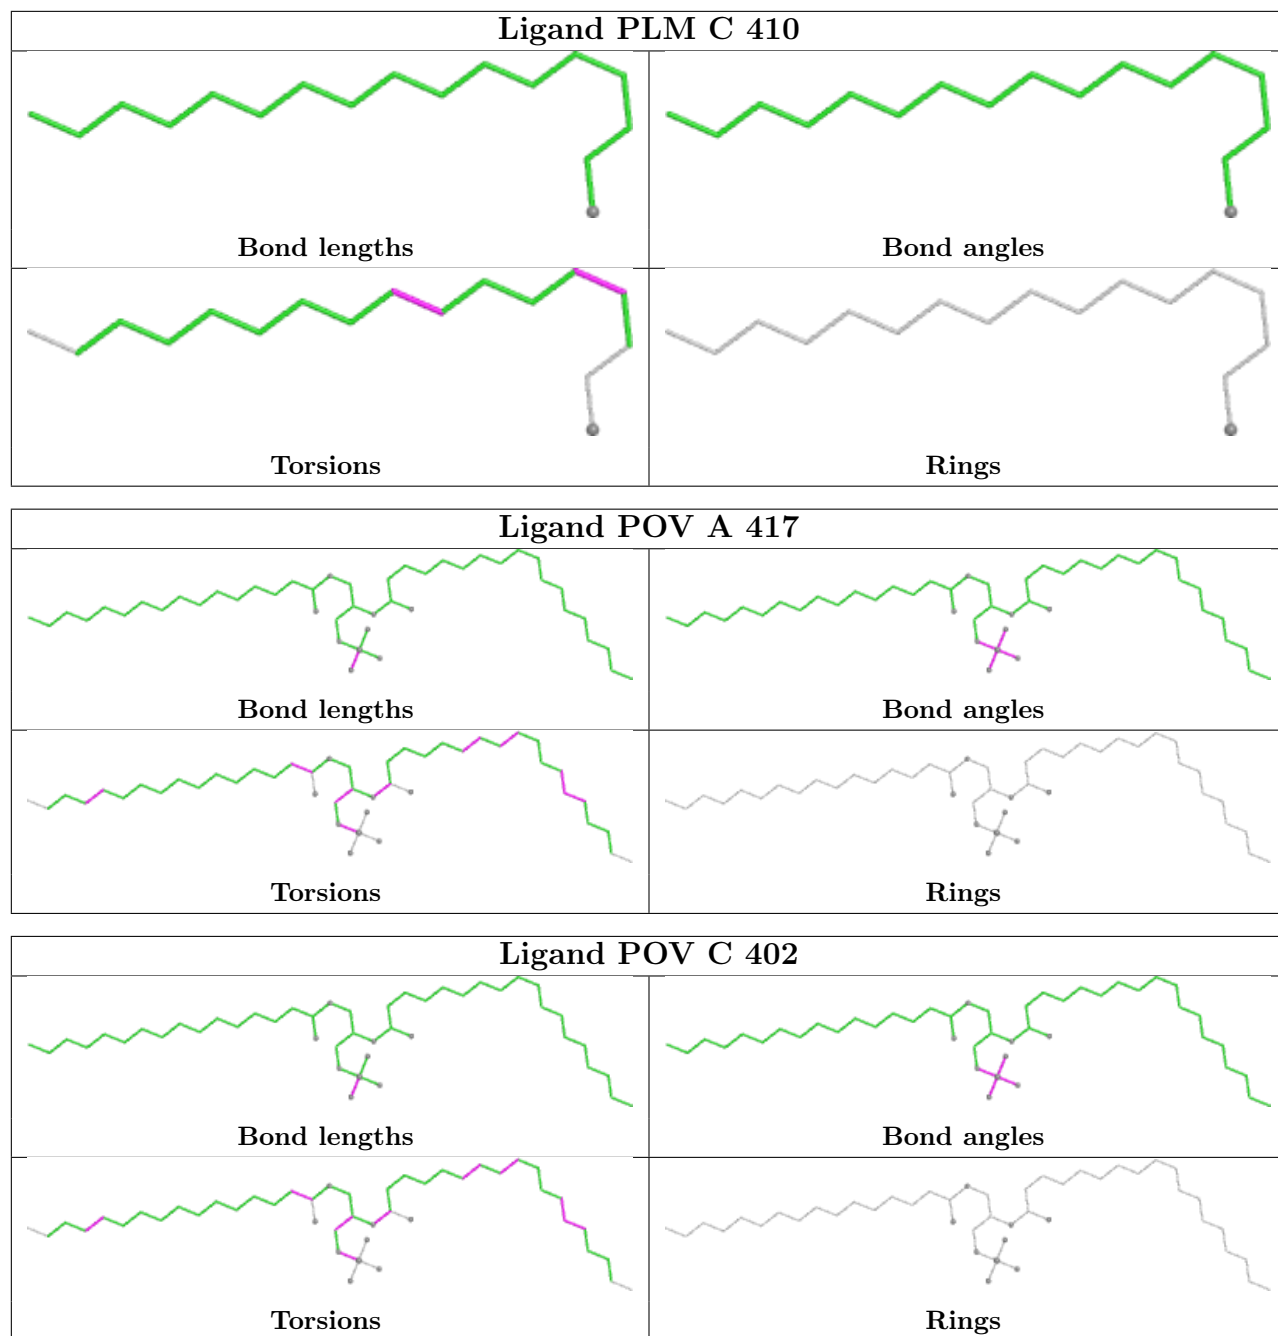 Ligand PLM C 410
Bond lengths
Bond angles
Torsions
Rings
Ligand POV A 417
Bond lengths
Bond angles
Torsions
Rings
Ligand POV C 402
Bond lengths
Bond angles
Torsions
Rings